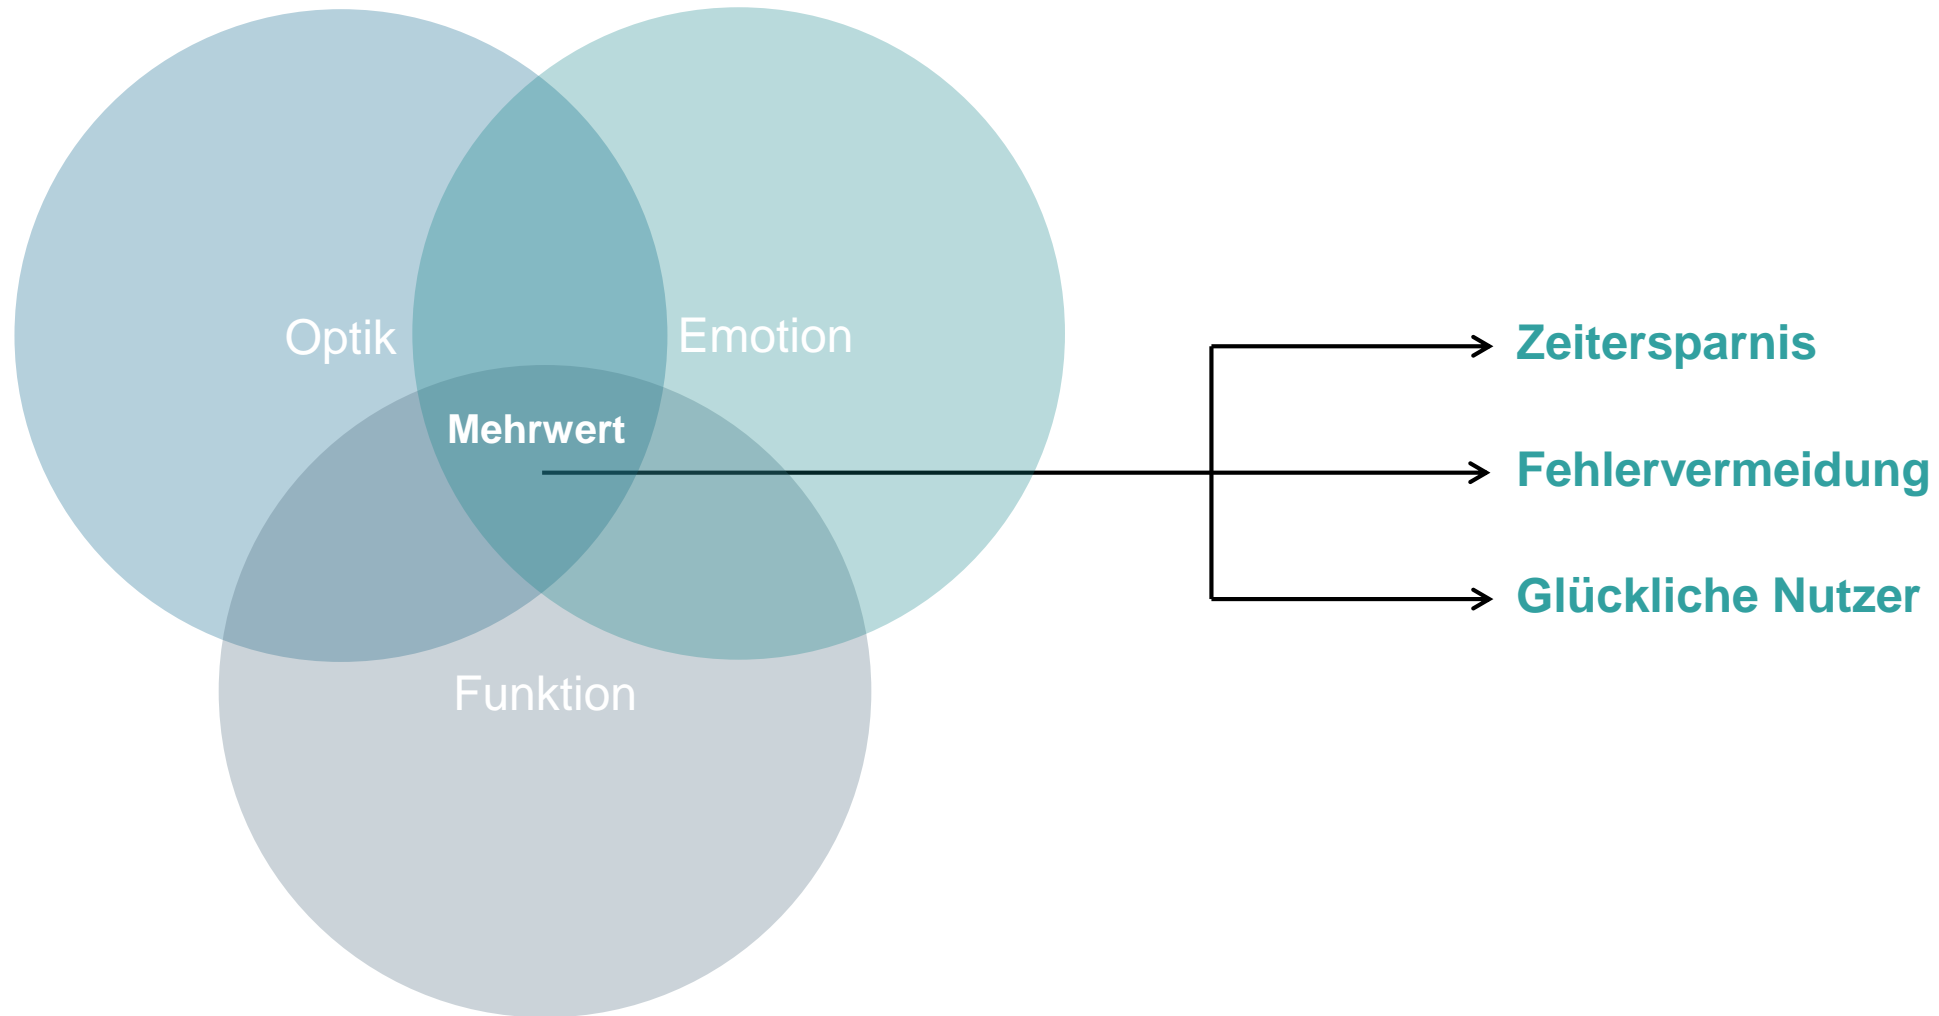 Optik
Emotion
Mehrwert
Funktion
Zeitersparnis
Fehlervermeidung
Glückliche Nutzer